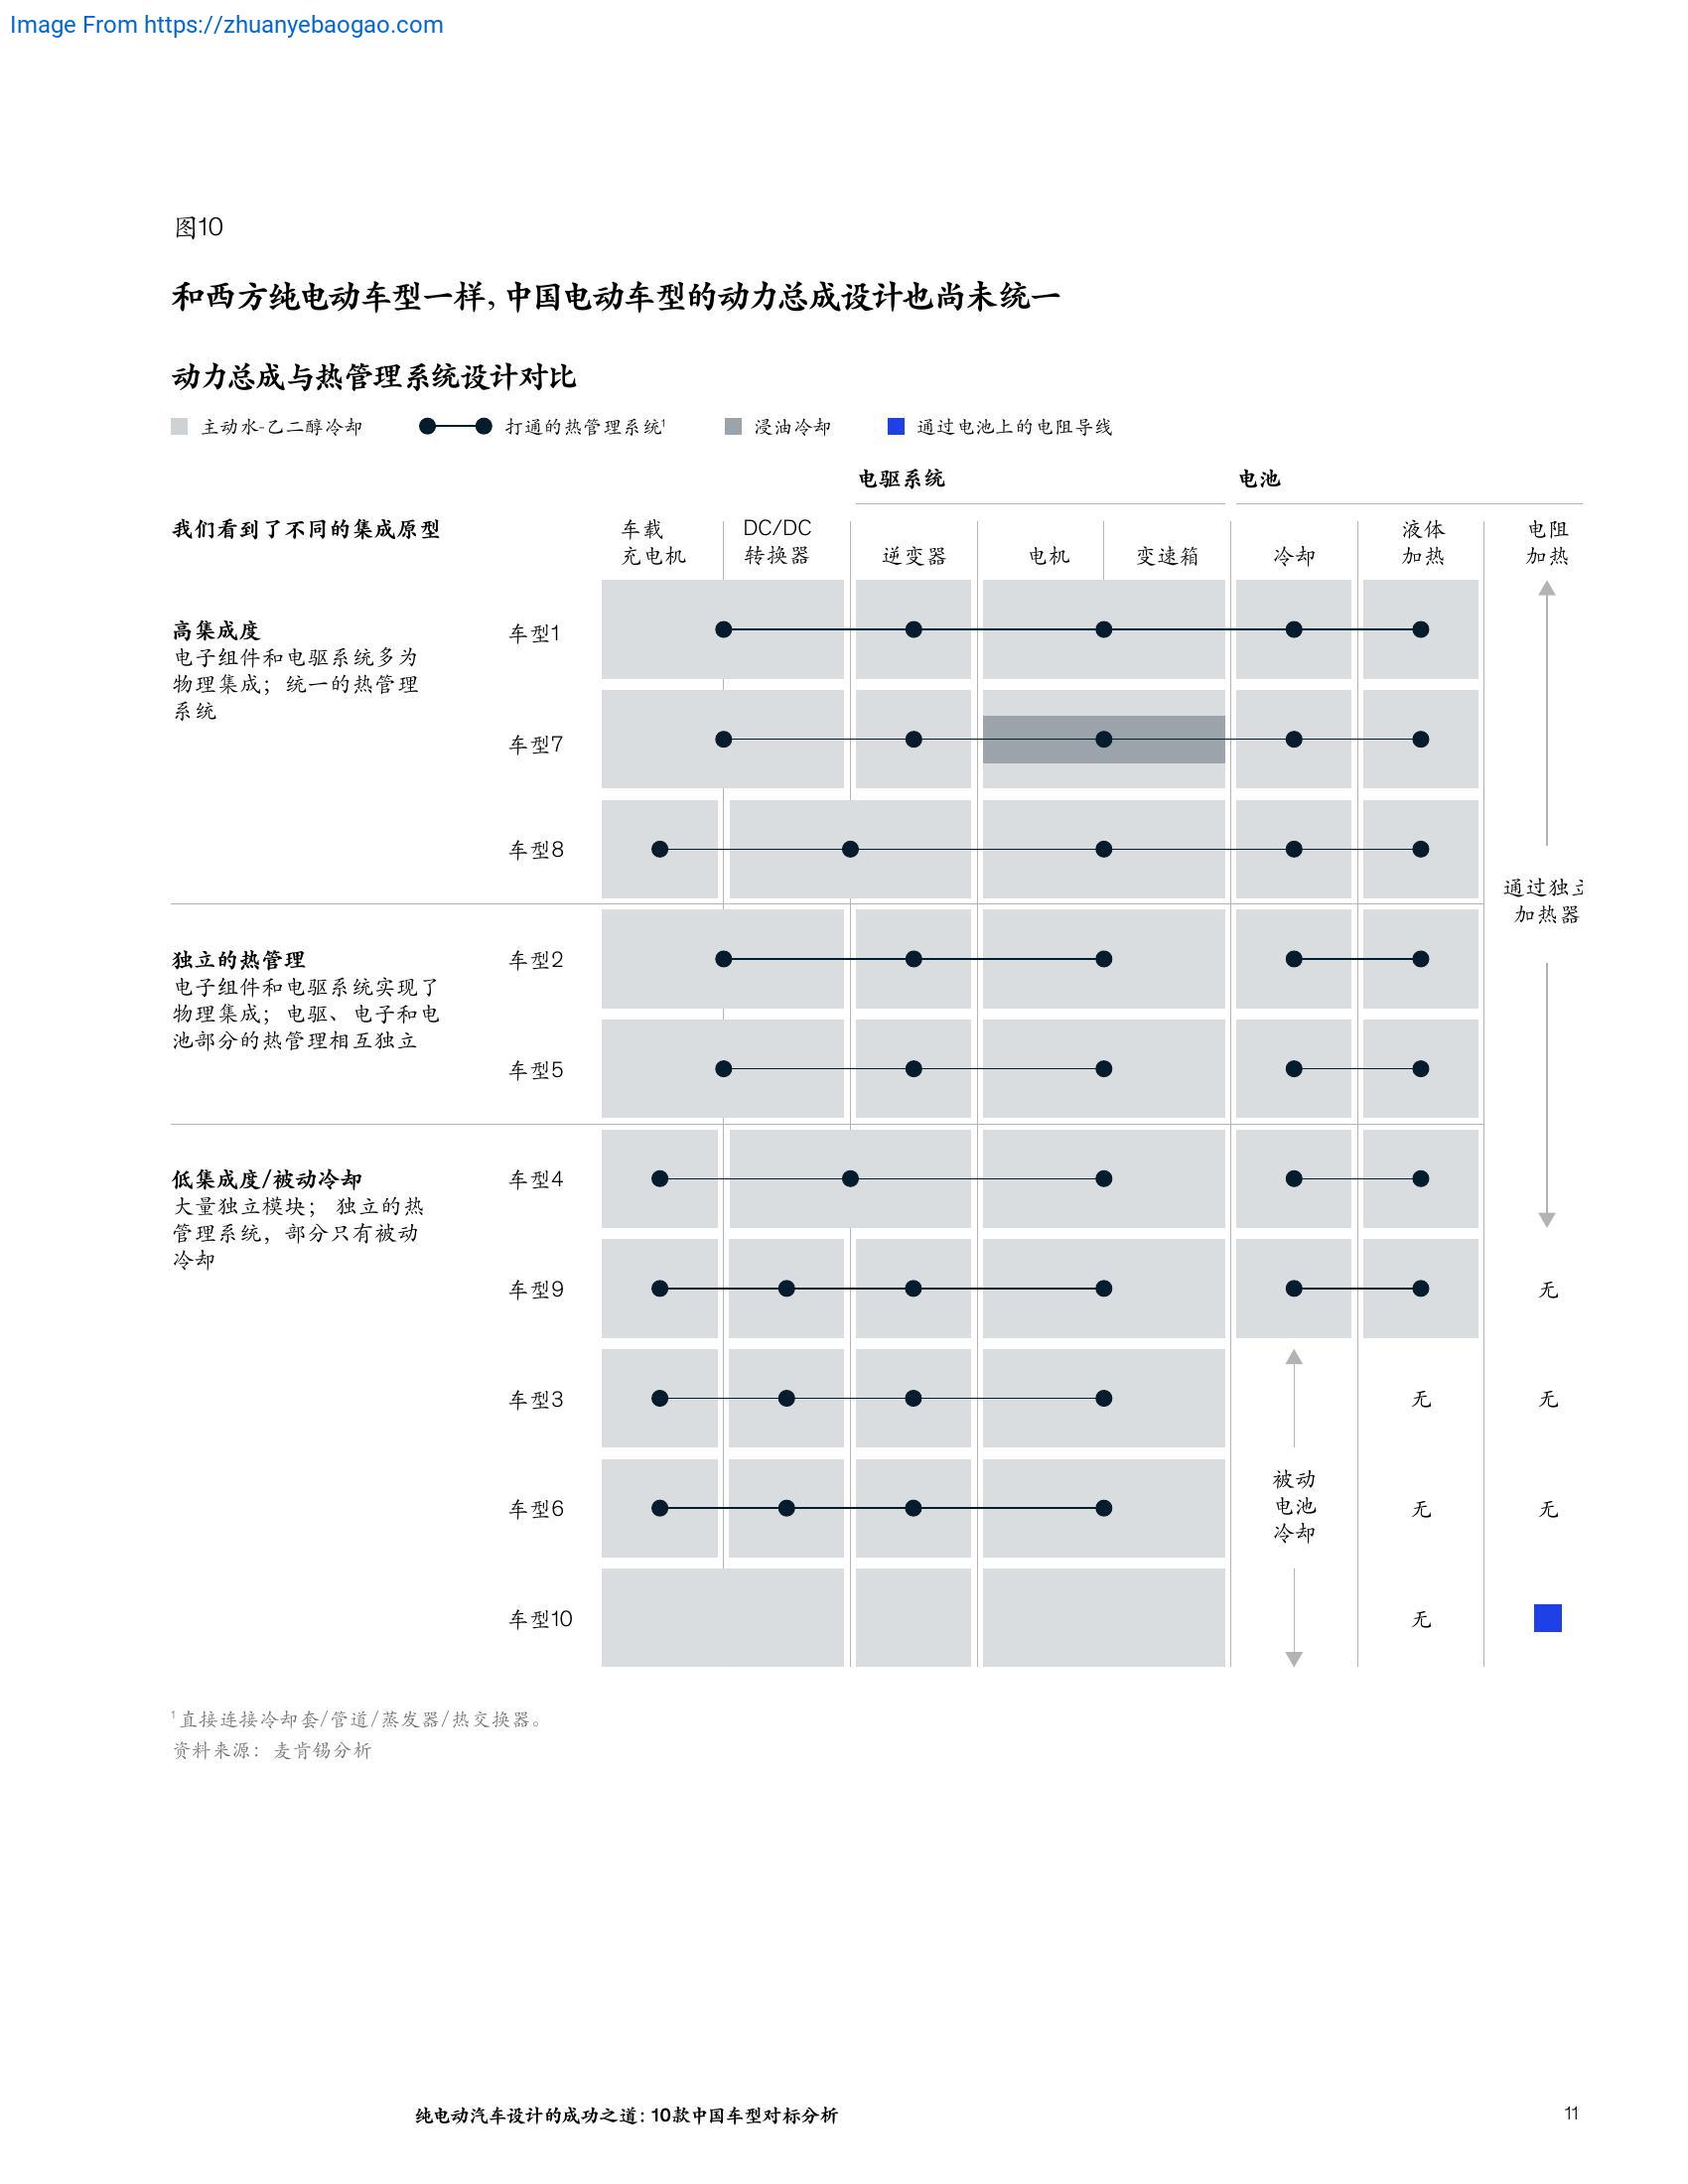 Image From https://zhuanyebaogao.com
图10
和西方纯电动车型一样, 中国电动车型的动力总成设计也尚未统一
动力总成与热管理系统设计对比
主动水-乙二醇冷却
打通的热管理系统¹
浸油冷却
通过电池上的电阻导线
电驱系统
电池
我们看到了不同的集成原型
车载
充电机
DC/DC
转换器
逆变器
电机
变速箱
冷却
液体
加热
电阻
加热
高集成度
电子组件和电驱系统多为
物理集成；统一的热管理
系统
车型1
车型7
车型8
通过独立
加热器
独立的热管理
电子组件和电驱系统实现了
物理集成；电驱、电子和电
池部分的热管理相互独立
车型2
车型5
低集成度/被动冷却
大量独立模块； 独立的热
管理系统，部分只有被动
冷却
车型4
车型9
无
车型3
无
无
车型6
被动
电池
冷却
无
无
车型10
无
¹ 直接连接冷却套/管道/蒸发器/热交换器。
资料来源：麦肯锡分析
纯电动汽车设计的成功之道: 10款中国车型对标分析
11